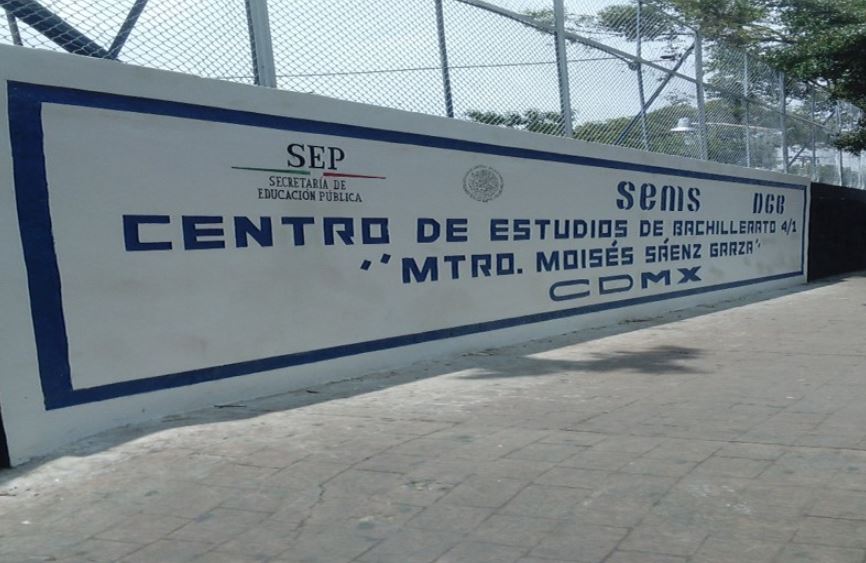 SEP
SECRETARÍA DE
EDUCACIÓN PÚBLICA
sems DGB
CENTRO DE ESTUDIOS DE BACHILLERATO 4/1
"MTRO. MOISÉS SÁENZ GARZA"
CDMX